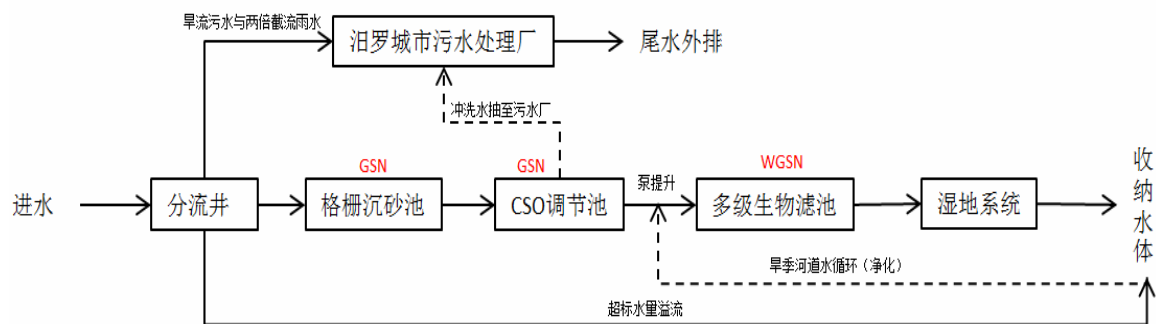 旱流污水与两倍截流雨水
汨罗城市污水处理厂
尾水外排
冲洗水抽至污水厂
GSN
GSN
WGSN
进水
分流井
格栅沉砂池
CSO调节池
泵提升
多级生物滤池
湿地系统
收纳水体
旱季河道水循环（净化）
超标水量溢流